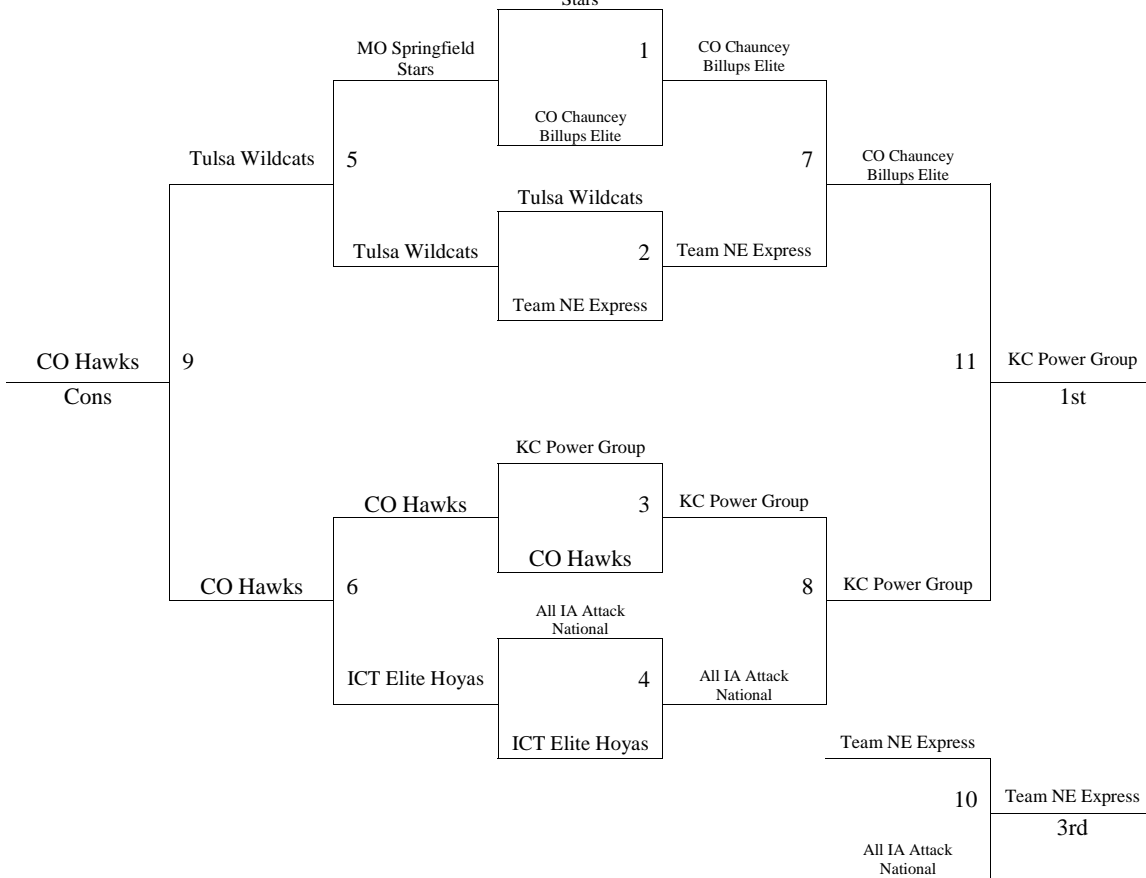 Stars
MO Springfield
Stars
1
CO Chauncey
Billups Elite
CO Chauncey
Billups Elite
Tulsa Wildcats
5
7
CO Chauncey
Billups Elite
Tulsa Wildcats
Tulsa Wildcats
2
Team NE Express
Team NE Express
CO Hawks
9
11
KC Power Group
Cons
1st
KC Power Group
CO Hawks
3
KC Power Group
CO Hawks
CO Hawks
6
8
KC Power Group
All IA Attack
National
ICT Elite Hoyas
4
All IA Attack
National
ICT Elite Hoyas
Team NE Express
10
Team NE Express
3rd
All IA Attack
National